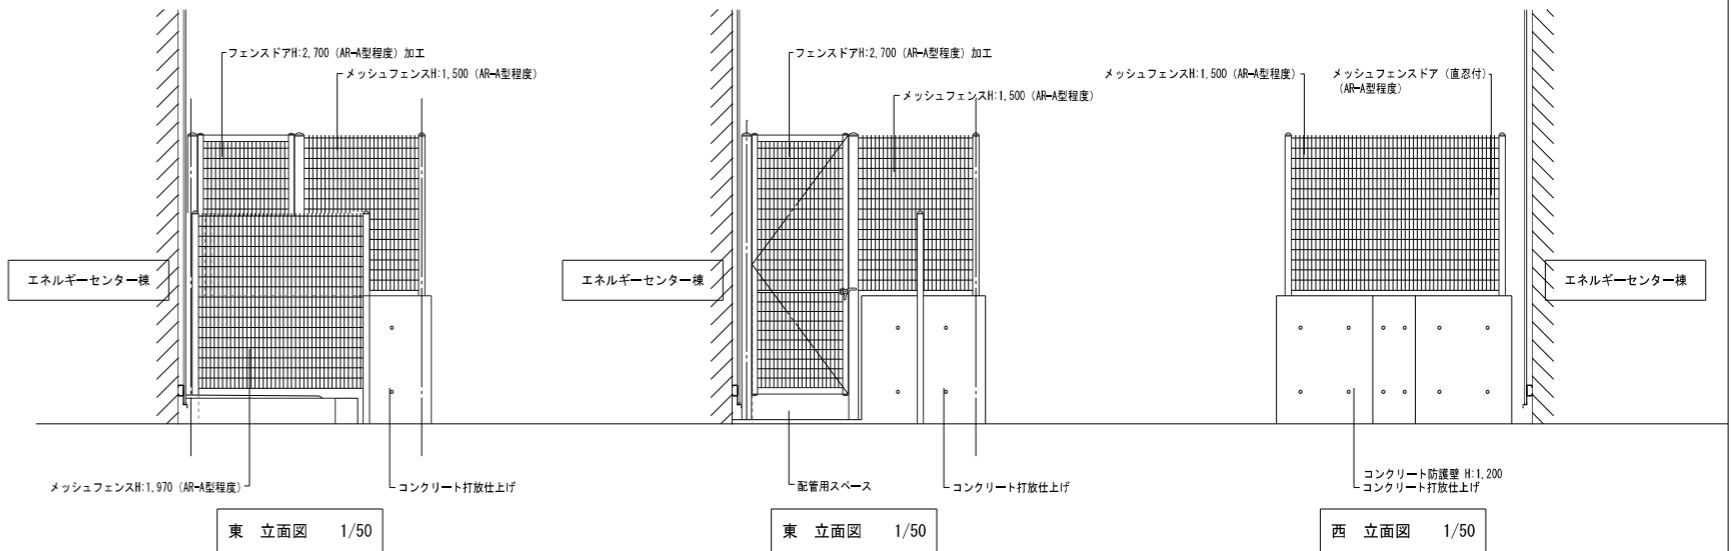 フェンスドアH:2,700 (AR-A型程度) 加工
メッシュフェンスH:1,500 (AR-A型程度)
エネルギーセンター棟
メッシュフェンスH:1,970 (AR-A型程度)
コンクリート打放仕上げ
東 立面図 1/50
フェンスドアH:2,700 (AR-A型程度) 加工
メッシュフェンスH:1,500 (AR-A型程度)
エネルギーセンター棟
配管用スペース
コンクリート打放仕上げ
東 立面図 1/50
メッシュフェンスH:1,500 (AR-A型程度)
メッシュフェンスドア (直忍付)
(AR-A型程度)
エネルギーセンター棟
コンクリート防護壁 H:1,200
コンクリート打放仕上げ
西 立面図 1/50